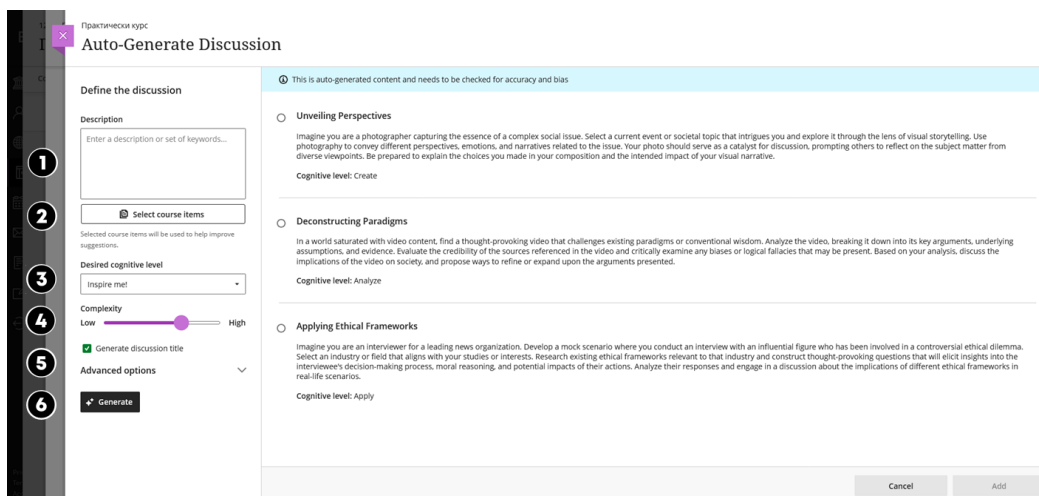 Практически курс
Auto-Generate Discussion
Define the discussion
Description
Enter a description or set of keywords...
1
2
Select course items
Selected course items will be used to help improve
suggestions.
Desired cognitive level
3
Inspire me!
Complexity
4
Low
High
Generate discussion title
5
Advanced options
6
Generate
This is auto-generated content and needs to be checked for accuracy and bias
Unveiling Perspectives
Imagine you are a photographer capturing the essence of a complex social issue. Select a current event or societal topic that intrigues you and explore it through the lens of visual storytelling. Use
photography to convey different perspectives, emotions, and narratives related to the issue. Your photo should serve as a catalyst for discussion, prompting others to reflect on the subject matter from
diverse viewpoints. Be prepared to explain the choices you made in your composition and the intended impact of your visual narrative.
Cognitive level: Create
Deconstructing Paradigms
In a world saturated with video content, find a thought-provoking video that challenges existing paradigms or conventional wisdom. Analyze the video, breaking it down into its key arguments, underlying
assumptions, and evidence. Evaluate the credibility of the sources referenced in the video and critically examine any biases or logical fallacies that may be present. Based on your analysis, discuss the
implications of the video on society, and propose ways to refine or expand upon the arguments presented.
Cognitive level: Analyze
Applying Ethical Frameworks
Imagine you are an interviewer for a leading news organization. Develop a mock scenario where you conduct an interview with an influential figure who has been involved in a controversial ethical dilemma.
Select an industry or field that aligns with your studies or interests. Research existing ethical frameworks relevant to that industry and construct thought-provoking questions that will elicit insights into the
interviewee's decision-making process, moral reasoning, and potential impacts of their actions. Analyze their responses and engage in a discussion about the implications of different ethical frameworks in
real-life scenarios.
Cognitive level: Apply
Cancel
Add